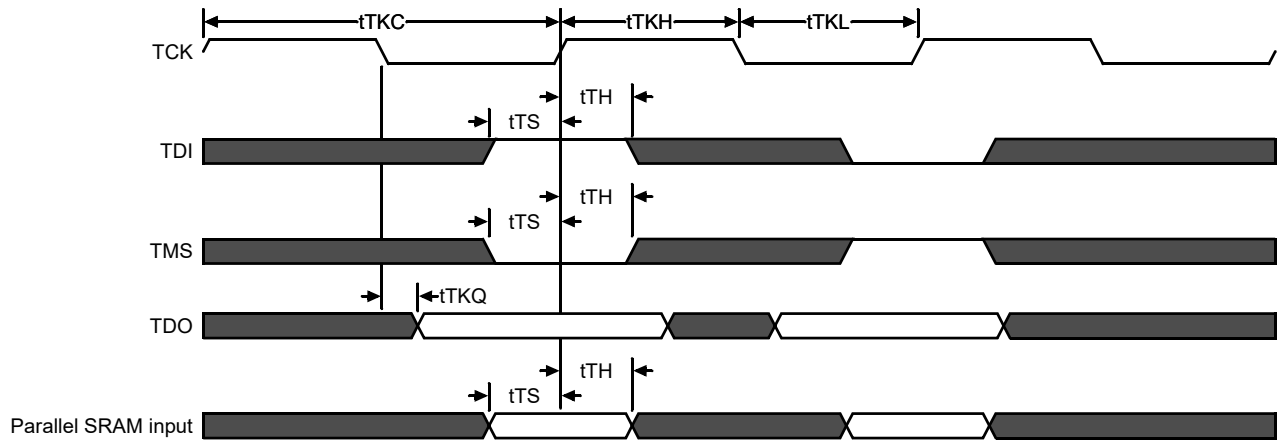 tTKC
tTKH
tTKL
TCK
tTH
tTS
TDI
tTH
tTS
TMS
tTKQ
TDO
tTH
tTS
Parallel SRAM input